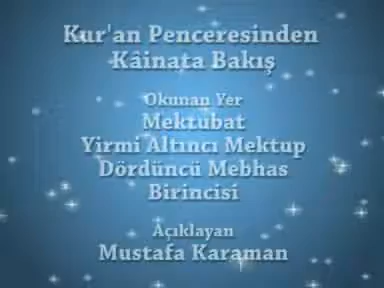 Kur'an Penceresinden
Kâinata Bakış
Okunan Yer
Mektubat
Yirmi Altıncı Mektup
Dördüncü Mebhas
Birincisi
Açıklayan
Mustafa Karaman